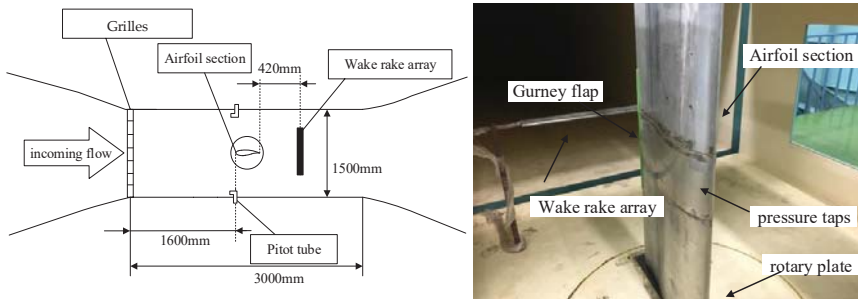 Grilles
Airfoil section
420mm
Wake rake array
incoming flow
1500mm
1600mm
Pitot tube
3000mm
Airfoil section
Gurney flap
Wake rake array
pressure taps
rotary plate